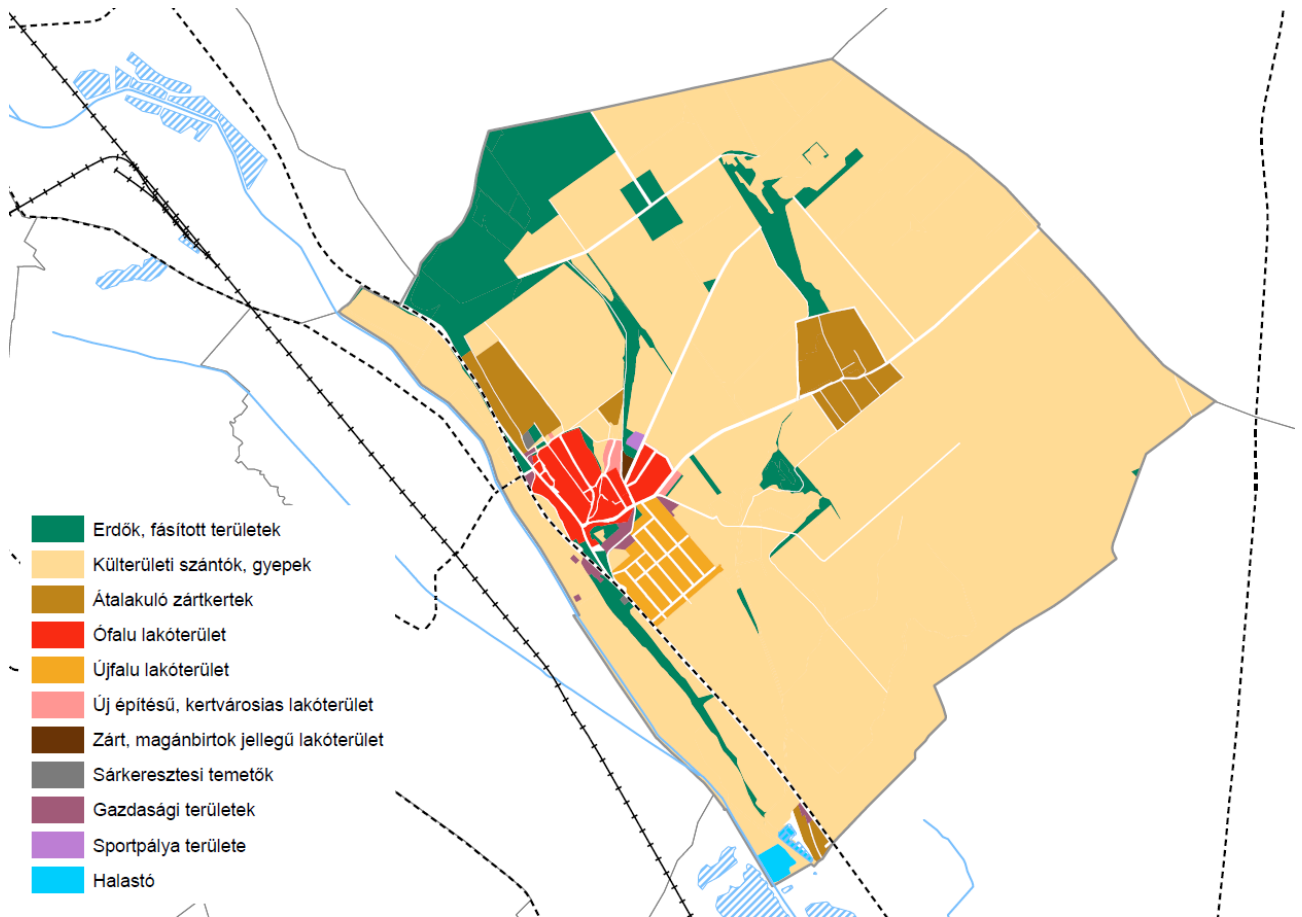 Erdők, fásított területek
Külterületi szántók, gyepek
Átalakuló zártkertek
Ófalu lakóterület
Újfalu lakóterület
Új építésű, kertvárosias lakóterület
Zárt, magánbirtok jellegű lakóterület
Sárkeresztesi temetők
Gazdasági területek
Sportpálya területe
Halastó